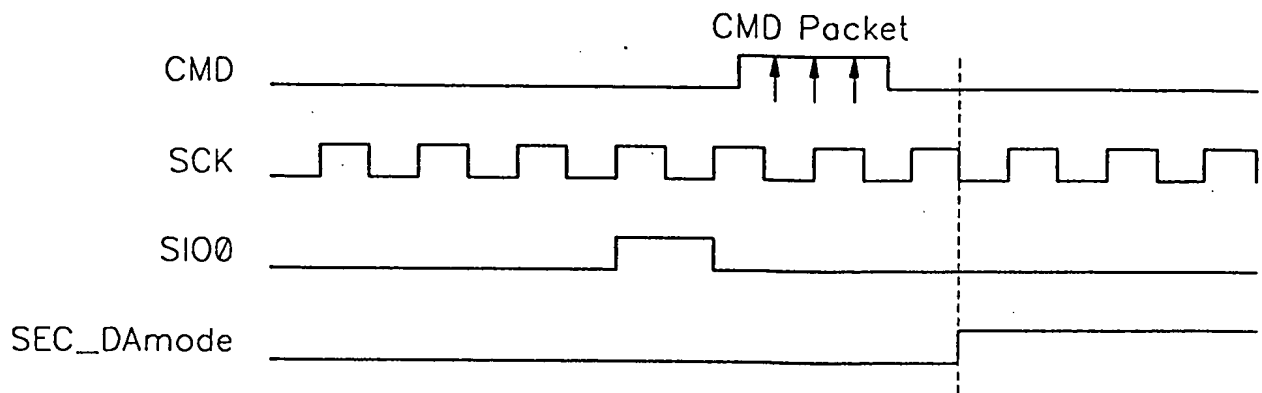 CMD Packet
CMD
SCK
SIO0
SEC_DAmode